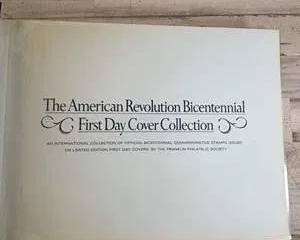 The American Revolution Bicentennial
First Day Cover Collection
AN INTERNATIONAL COLLECTION OF OFFICIAL BICENTENNIAL COMMEMORATIVE STAMPS ISSUED
ON LIMITED EDITION FIRST DAY COVERS BY THE FRANKLIN PHILATELIC SOCIETY